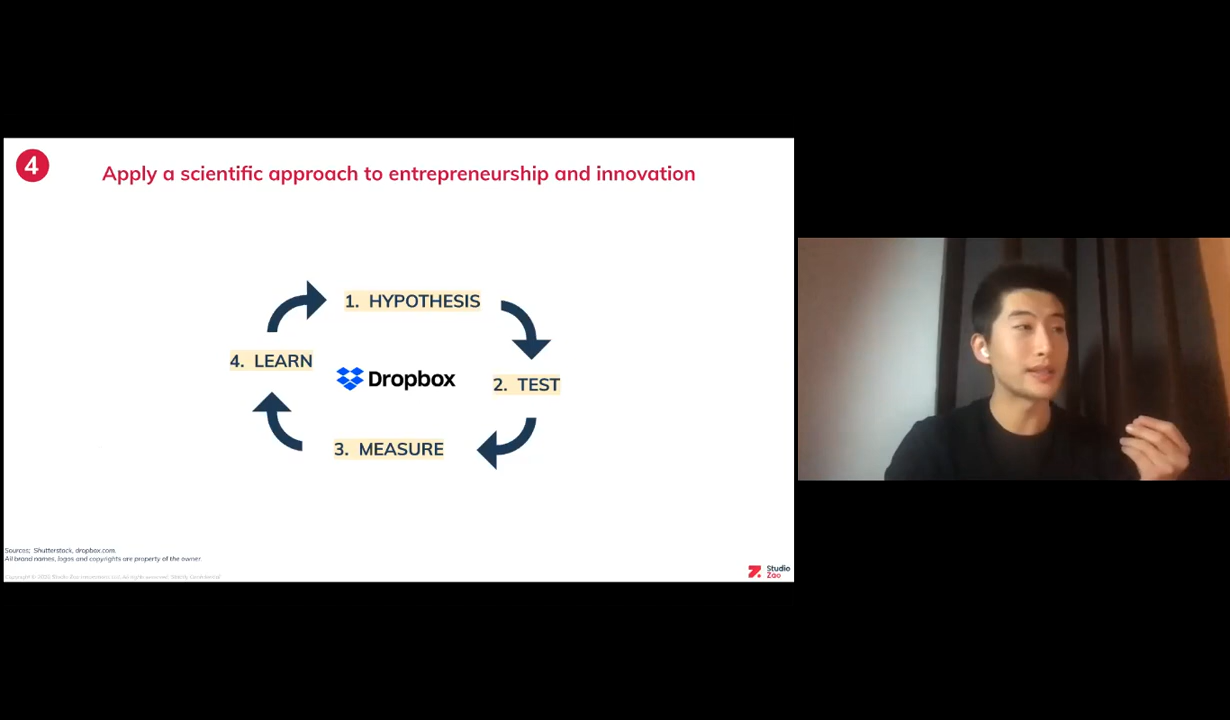 4
Apply a scientific approach to entrepreneurship and innovation
1. HYPOTHESIS
4. LEARN
Dropbox
2. TEST
3. MEASURE
Sources; Shutterstock, dropbox.com.
All brand names, logos and copyrights are property of the owner.
Studio
Zao